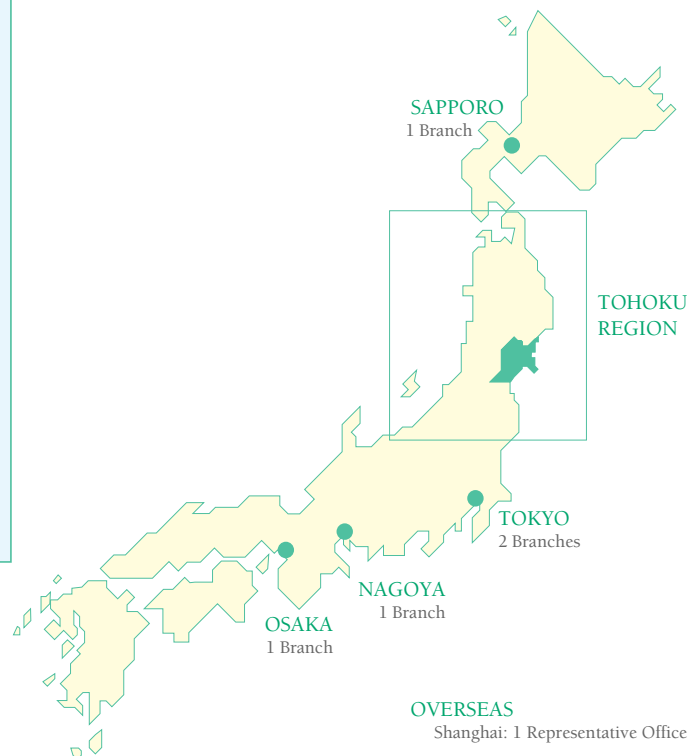 SAPPORO
1 Branch
TOHOKU
REGION
TOKYO
2 Branches
NAGOYA
1 Branch
OSAKA
1 Branch
OVERSEAS
Shanghai: 1 Representative Office